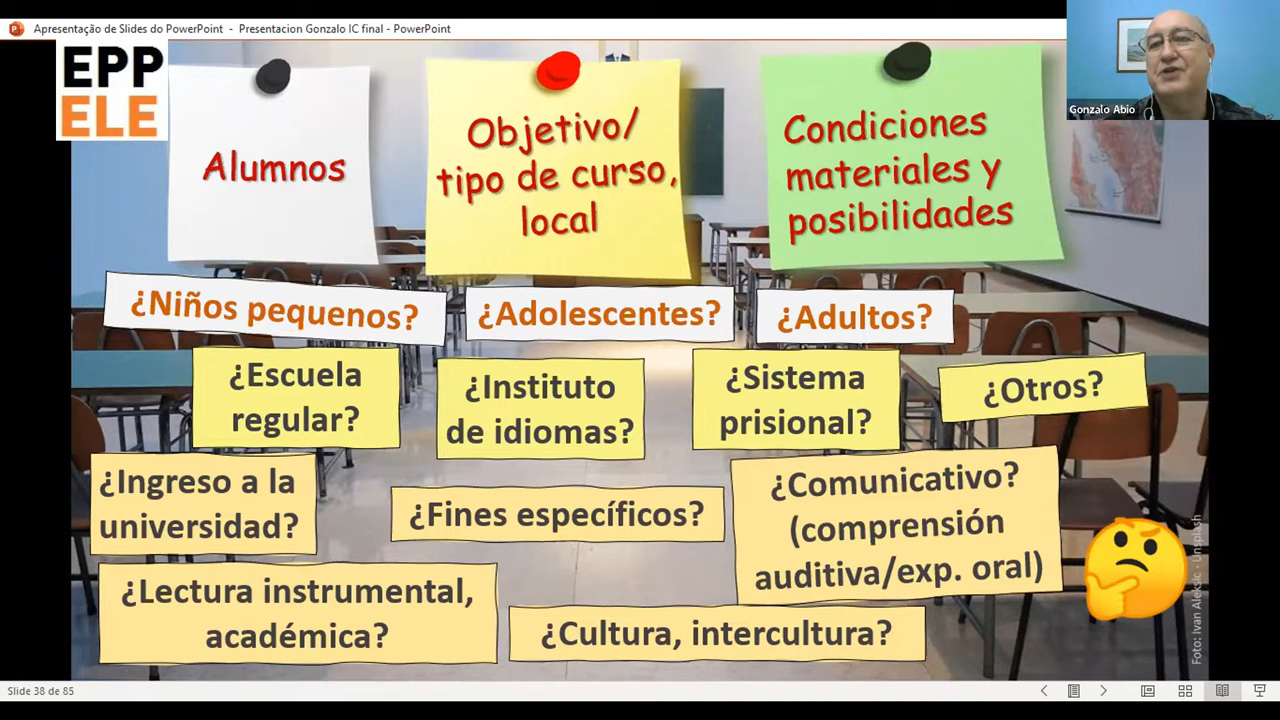 Apresentação de Slides do PowerPoint - Presentacion Gonzalo IC final - PowerPoint
EPP
ELE
Gonzalo Abio
Alumnos
Objetivo/
tipo de curso,
local
Condiciones
materiales y
posibilidades
¿Niños pequenos?
¿Adolescentes?
¿Adultos?
¿Escuela
regular?
¿Instituto
de idiomas?
¿Sistema
prisional?
¿Otros?
¿Ingreso a la
universidad?
¿Fines específicos?
¿Comunicativo?
(comprensión
auditiva/exp. oral)
¿Lectura instrumental,
académica?
¿Cultura, intercultura?
Foto: Ivan Aleksic - Unsplash
Slide 38 de 85